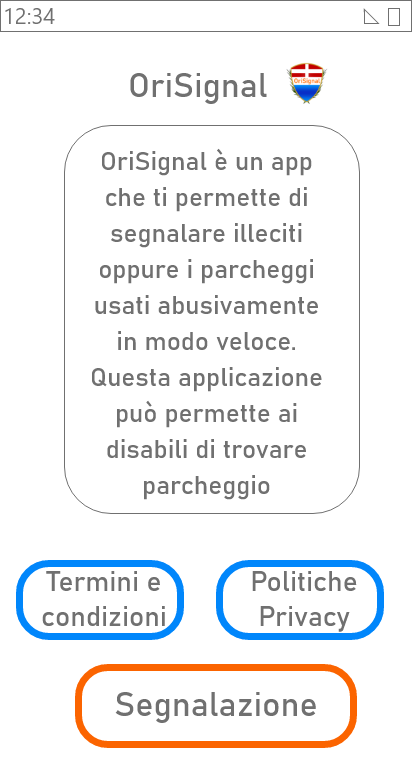 12:34
OriSignal
OriSignal
OriSignal è un app
che ti permette di
segnalare illeciti
oppure i parcheggi
usati abusivamente
in modo veloce.
Questa applicazione
può permette ai
disabili di trovare
parcheggio
Termini e
condizioni
Politiche
Privacy
Segnalazione